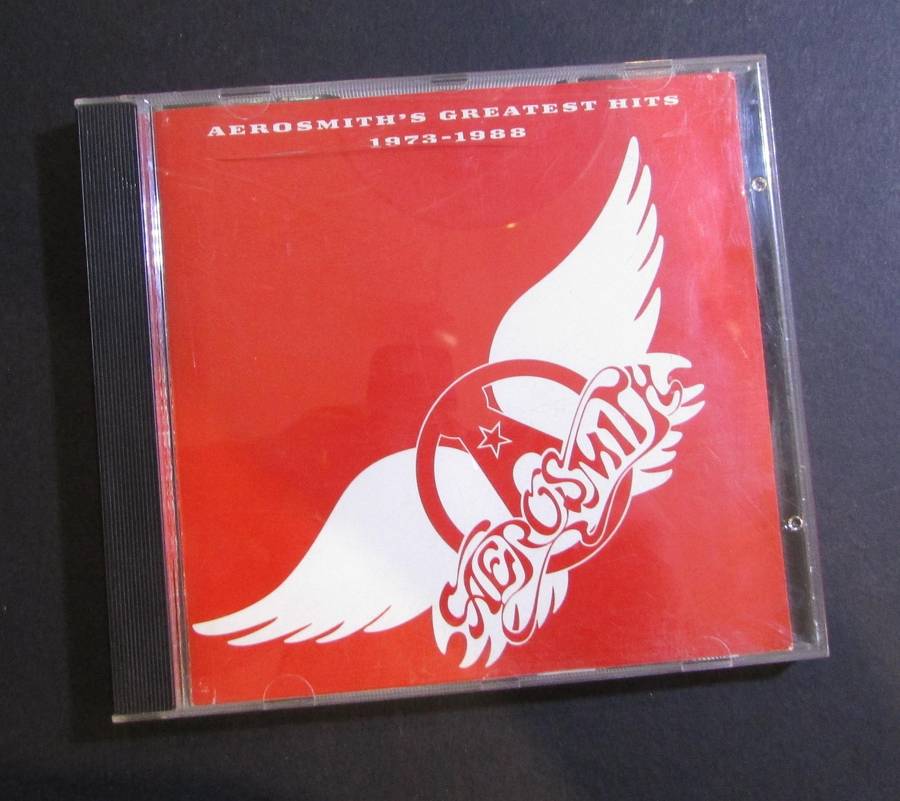 AEROSMITH'S GREATEST HITS
1973-1988
AEROSMITH